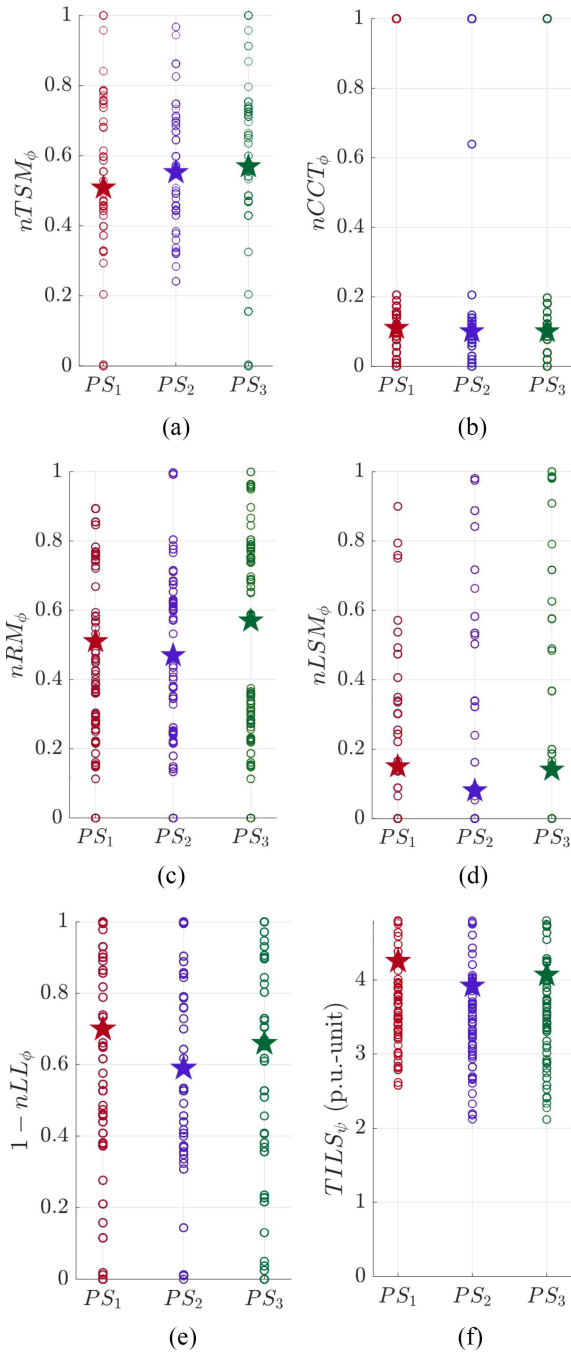 1
0.8
0.6
0.4
0.2
0
nTSM_ϕ
PS_1 PS_2 PS_3
(a)
1
0.8
0.6
0.4
0.2
0
nCCT_ϕ
PS_1 PS_2 PS_3
(b)
1
0.8
0.6
0.4
0.2
0
nRM_ϕ
PS_1 PS_2 PS_3
(c)
1
0.8
0.6
0.4
0.2
0
nLSM_ϕ
PS_1 PS_2 PS_3
(d)
1
0.8
0.6
0.4
0.2
0
1 − nLL_ϕ
PS_1 PS_2 PS_3
(e)
4
3
2
1
0
TILS_ψ (p.u.-unit)
PS_1 PS_2 PS_3
(f)